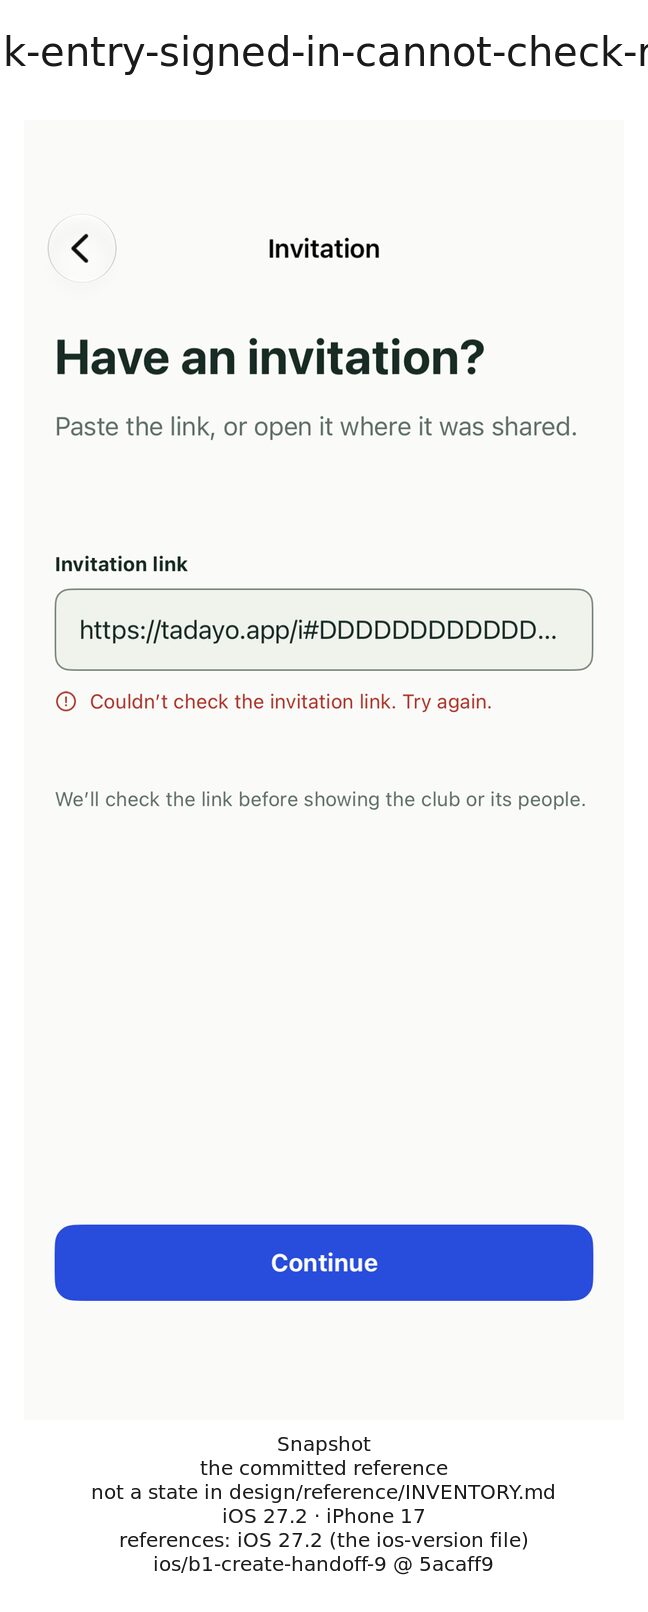 k-entry-signed-in-cannot-check-r
Invitation
Have an invitation?
Paste the link, or open it where it was shared.
Invitation link
https://tadayo.app/i#DDDDDDDDDDDD…
Couldn’t check the invitation link. Try again.
We’ll check the link before showing the club or its people.
Continue
Snapshot
the committed reference
not a state in design/reference/INVENTORY.md
iOS 27.2 · iPhone 17
references: iOS 27.2 (the ios-version file)
ios/b1-create-handoff-9 @ 5acaff9